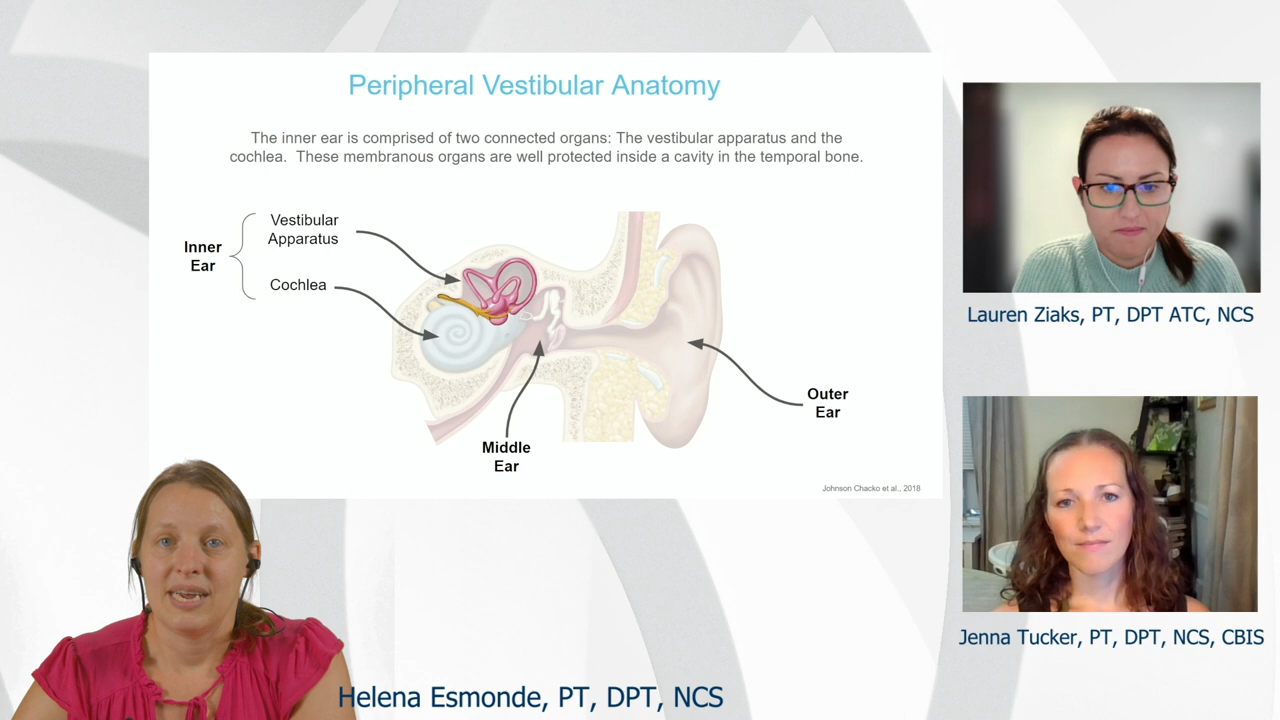 Peripheral Vestibular Anatomy
The inner ear is comprised of two connected organs: The vestibular apparatus and the
cochlea. These membranous organs are well protected inside a cavity in the temporal bone.
Inner
Ear
Vestibular
Apparatus
Cochlea
Middle
Ear
Outer
Ear
Johnson Chacko et al., 2018
Lauren Ziaks, PT, DPT ATC, NCS
Jenna Tucker, PT, DPT, NCS, CBIS
Helena Esmonde, PT, DPT, NCS